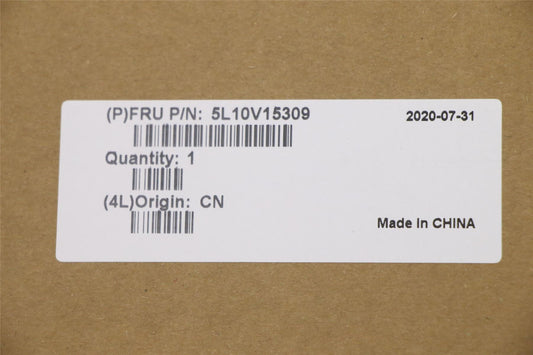 (P)FRU P/N: 5L10V15309
2020-07-31
Quantity: 1
(4L)Origin: CN
Made In CHINA